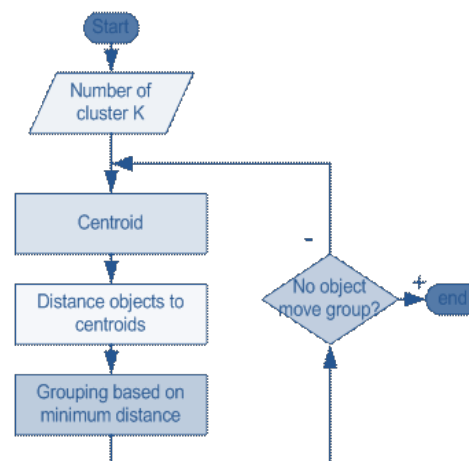 Start
Number of
cluster K
Centroid
Distance objects to
centroids
Grouping based on
minimum distance
-
No object
move group?
+
end